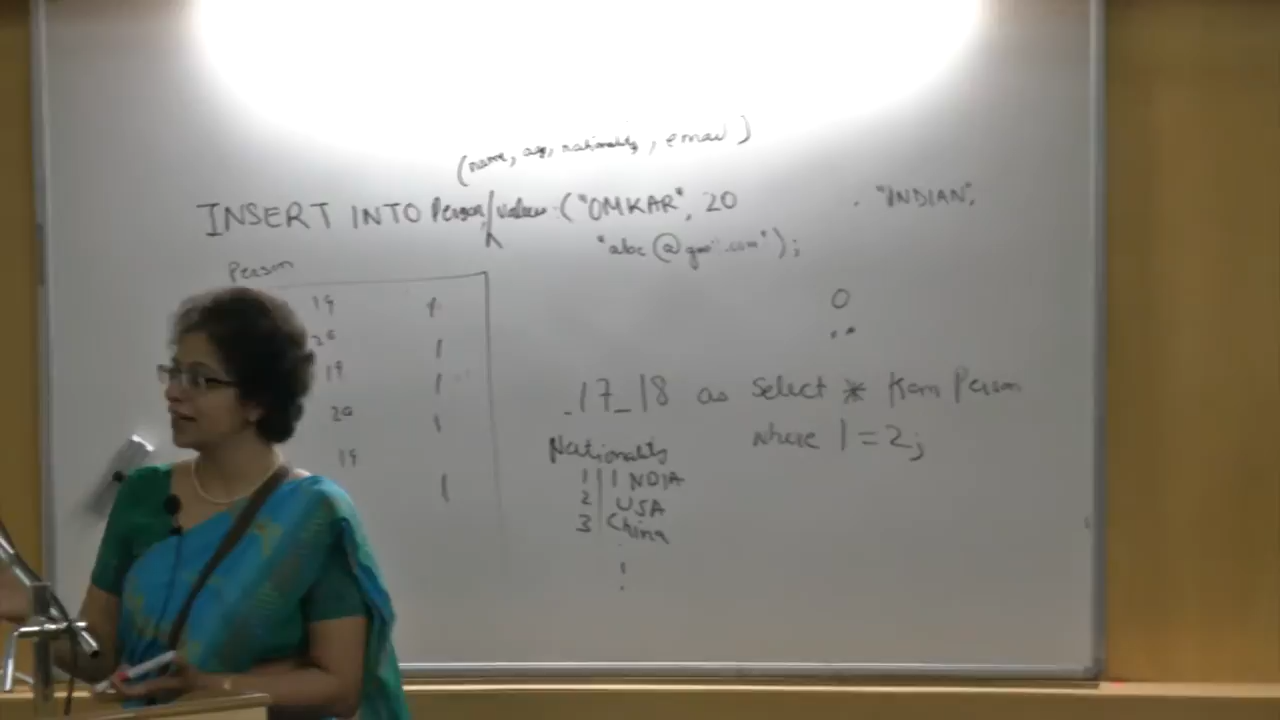 (name, age, nationality, email)
INSERT INTO Person values ("OMKAR", 20 , "INDIAN",
"abc@gmail.com");
Person
19 1
20 1
19 1
20 1
19
1
0
_17_18 as Select * from Person
where 1=2;
Nationality
1 INDIA
2 USA
3 China